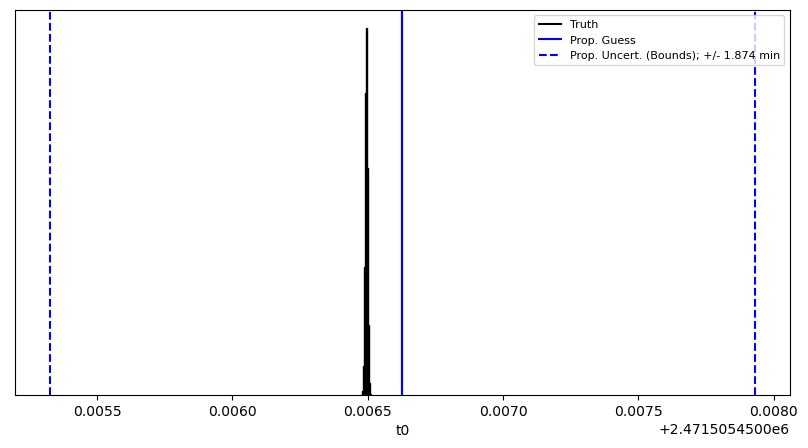 Truth
Prop. Guess
Prop. Uncert. (Bounds); +/- 1.874 min
0.0055 0.0060 0.0065 0.0070 0.0075 0.0080
t0
+2.4715054500e6